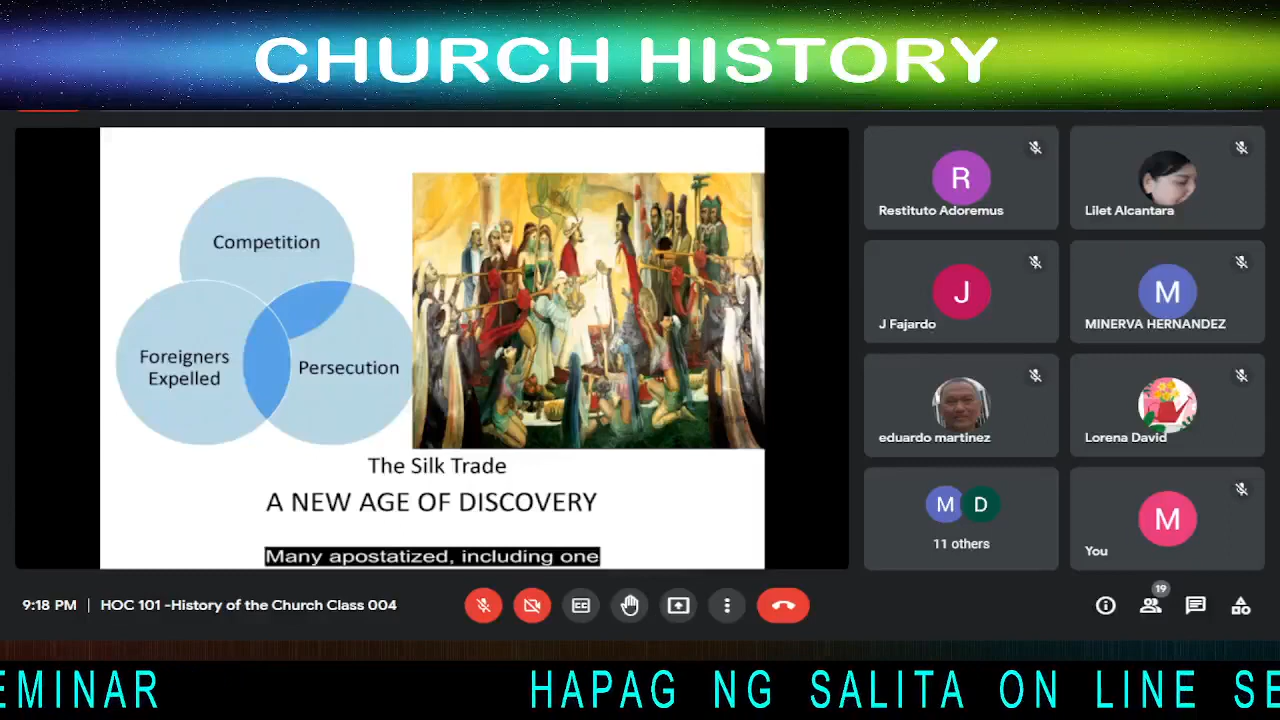 CHURCH HISTORY
Competition
Foreigners
Expelled
Persecution
The Silk Trade
A NEW AGE OF DISCOVERY
Many apostatized, including one
R
Restituto Adoremus
Lilet Alcantara
J
J Fajardo
M
MINERVA HERNANDEZ
eduardo martinez
Lorena David
M D
11 others
M
You
9:18 PM | HOC 101 -History of the Church Class 004
CC
19
EMINAR HAPAG NG SALITA ON LINE SE